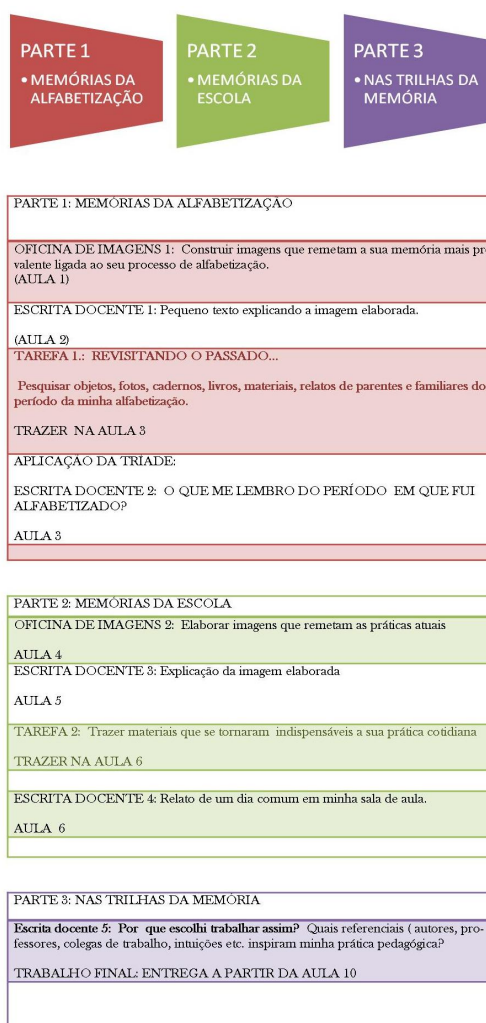 PARTE 1
• MEMÓRIAS DA
ALFABETIZAÇÃO
PARTE 2
• MEMÓRIAS DA
ESCOLA
PARTE 3
• NAS TRILHAS DA
MEMÓRIA
PARTE 1: MEMÓRIAS DA ALFABETIZAÇÃO
OFICINA DE IMAGENS 1: Construir imagens que remetam a sua memória mais pre
valente ligada ao seu processo de alfabetização.
(AULA 1)
ESCRITA DOCENTE 1: Pequeno texto explicando a imagem elaborada.
(AULA 2)
TAREFA 1.: REVISITANDO O PASSADO...
Pesquisar objetos, fotos, cadernos, livros, materiais, relatos de parentes e familiares do
período da minha alfabetização.
TRAZER NA AULA 3
APLICAÇÃO DA TRÍADE:
ESCRITA DOCENTE 2: O QUE ME LEMBRO DO PERÍODO EM QUE FUI
ALFABETIZADO?
AULA 3
PARTE 2: MEMÓRIAS DA ESCOLA
OFICINA DE IMAGENS 2: Elaborar imagens que remetam as práticas atuais
AULA 4
ESCRITA DOCENTE 3: Explicação da imagem elaborada
AULA 5
TAREFA 2: Trazer materiais que se tornaram indispensáveis a sua prática cotidiana
TRAZER NA AULA 6
ESCRITA DOCENTE 4: Relato de um dia comum em minha sala de aula.
AULA 6
PARTE 3: NAS TRILHAS DA MEMÓRIA
Escrita docente 5: Por que escolhi trabalhar assim? Quais referenciais ( autores, pro-
fessores, colegas de trabalho, intuições etc. inspiram minha prática pedagógica?
TRABALHO FINAL: ENTREGA A PARTIR DA AULA 10